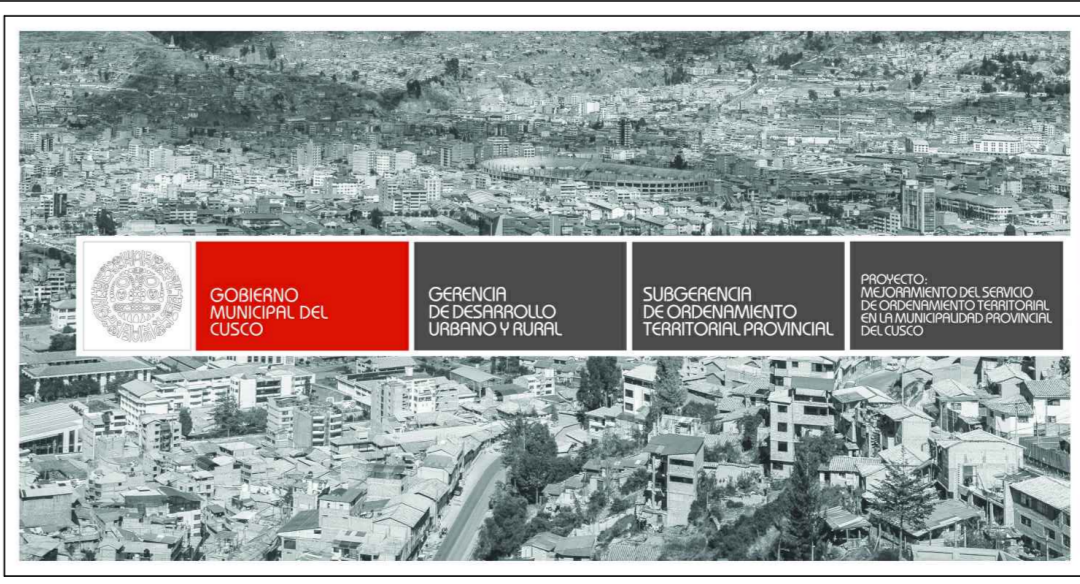 GOBIERNO
MUNICIPAL DEL
CUSCO
GERENCIA
DE DESARROLLO
URBANO Y RURAL
SUBGERENCIA
DE ORDENAMIENTO
TERRITORIAL PROVINCIAL
PROYECTO:
MEJORAMIENTO DEL SERVICIO
DE ORDENAMIENTO TERRITORIAL
EN LA MUNICIPALIDAD PROVINCIAL
DEL CUSCO